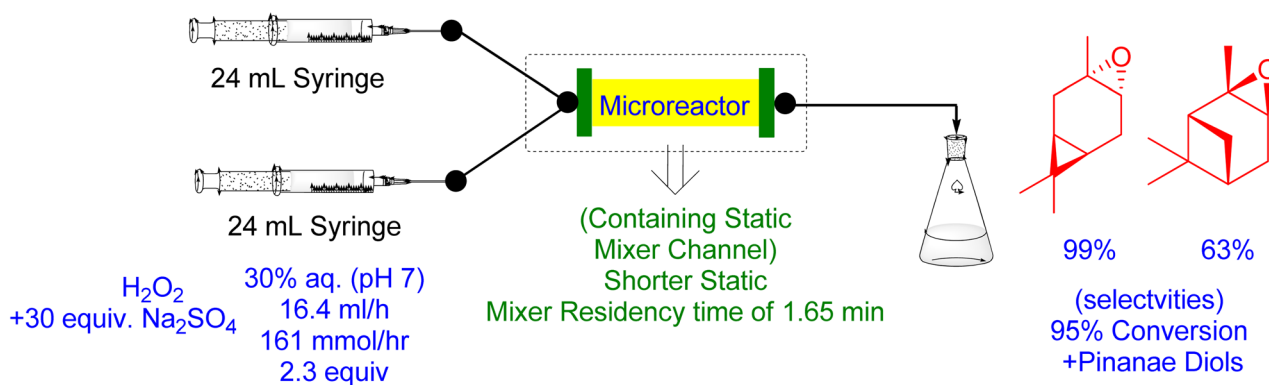 24 mL Syringe
24 mL Syringe
H2O2
+30 equiv. Na2SO4
30% aq. (pH 7)
16.4 ml/h
161 mmol/hr
2.3 equiv
Microreactor
(Containing Static
Mixer Channel)
Shorter Static
Mixer Residency time of 1.65 min
O
O
99%
63%
(selectvities)
95% Conversion
+Pinanae Diols